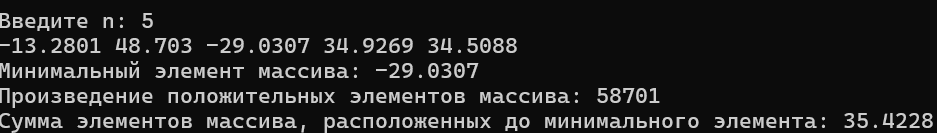 Введите n: 5
-13.2801 48.703 -29.0307 34.9269 34.5088
Минимальный элемент массива: -29.0307
Произведение положительных элементов массива: 58701
Сумма элементов массива, расположенных до минимального элемента: 35.4228